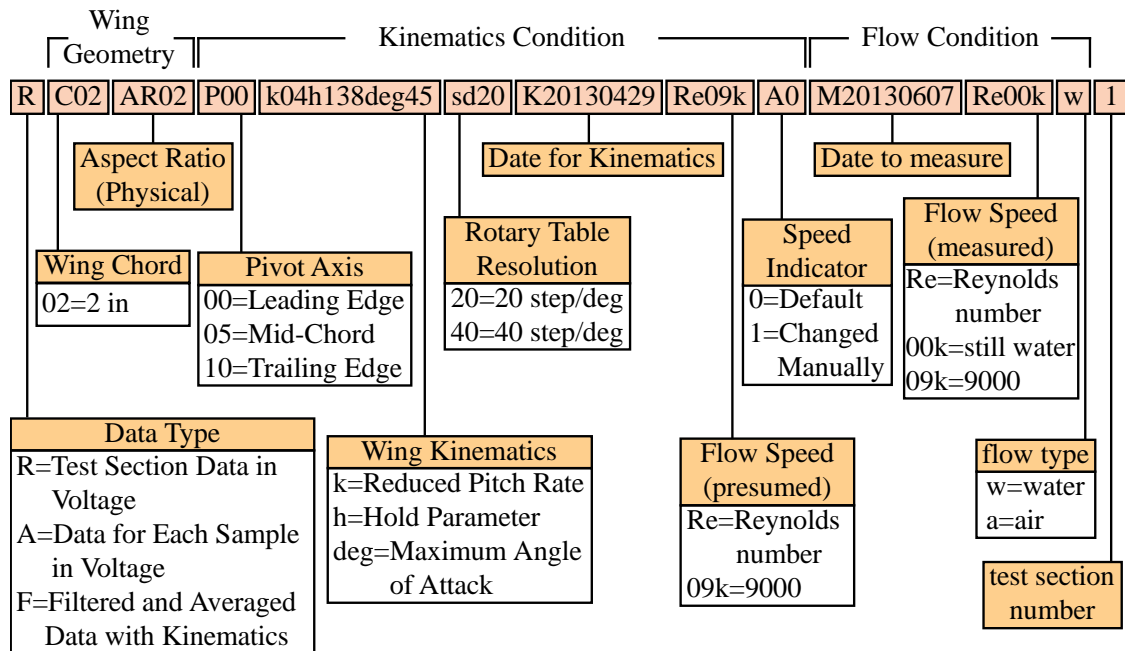 Wing
Geometry
Kinematics Condition
Flow Condition
R C02 AR02 P00 k04h138deg45 sd20 K20130429 Re09k A0 M20130607 Re00k w 1
Aspect Ratio
(Physical)
Date for Kinematics
Date to measure
Wing Chord
02=2 in
Pivot Axis
00=Leading Edge
05=Mid-Chord
10=Trailing Edge
Rotary Table
Resolution
20=20 step/deg
40=40 step/deg
Speed
Indicator
0=Default
1=Changed
Manually
Flow Speed
(measured)
Re=Reynolds
number
00k=still water
09k=9000
Data Type
R=Test Section Data in
Voltage
A=Data for Each Sample
in Voltage
F=Filtered and Averaged
Data with Kinematics
Wing Kinematics
k=Reduced Pitch Rate
h=Hold Parameter
deg=Maximum Angle
of Attack
Flow Speed
(presumed)
Re=Reynolds
number
09k=9000
flow type
w=water
a=air
test section
number